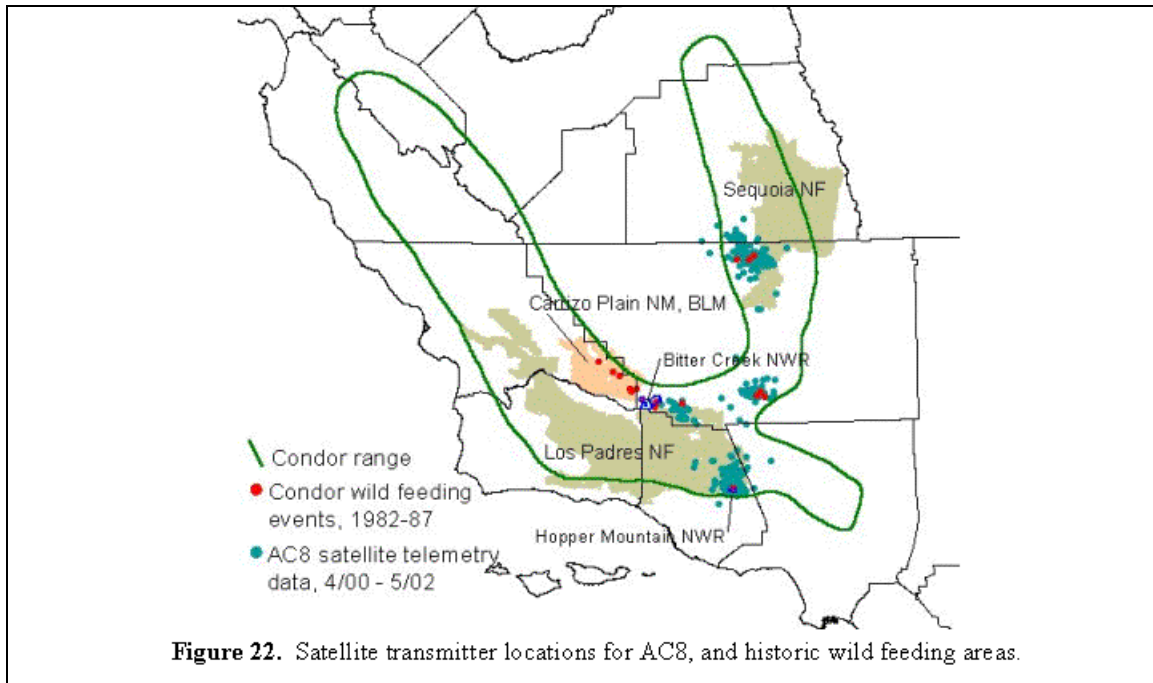 Sequoia NF
Carrizo Plain NM, BLM
Bitter Creek NWR
Los Padres NF
Hopper Mountain NWR
Condor range
Condor wild feeding
events, 1982-87
AC8 satellite telemetry
data, 4/00 - 5/02
Figure 22. Satellite transmitter locations for AC8, and historic wild feeding areas.